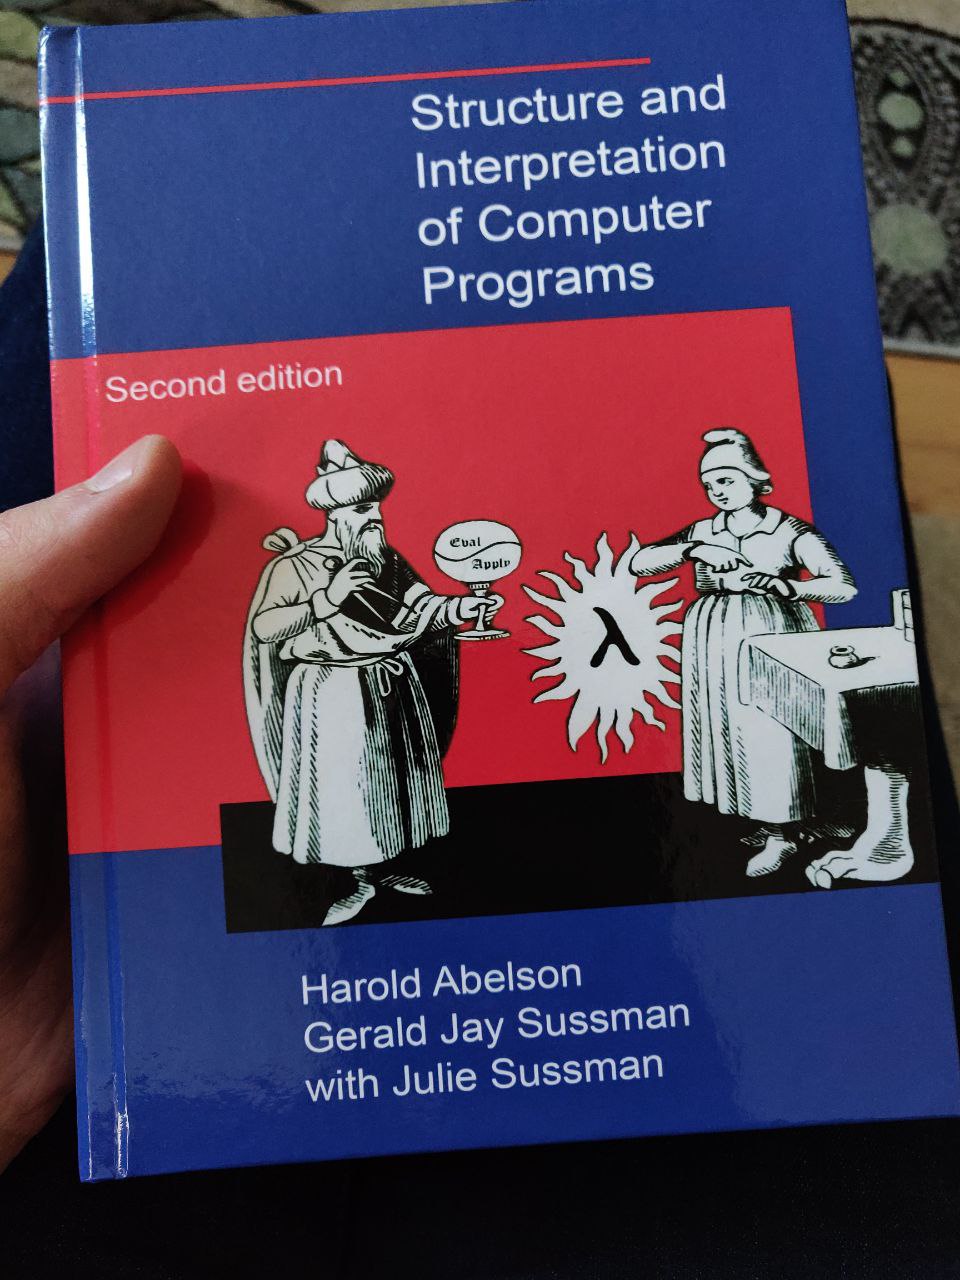 Structure and
Interpretation
of Computer
Programs
Second edition
Eval
Apply
λ
Harold Abelson
Gerald Jay Sussman
with Julie Sussman